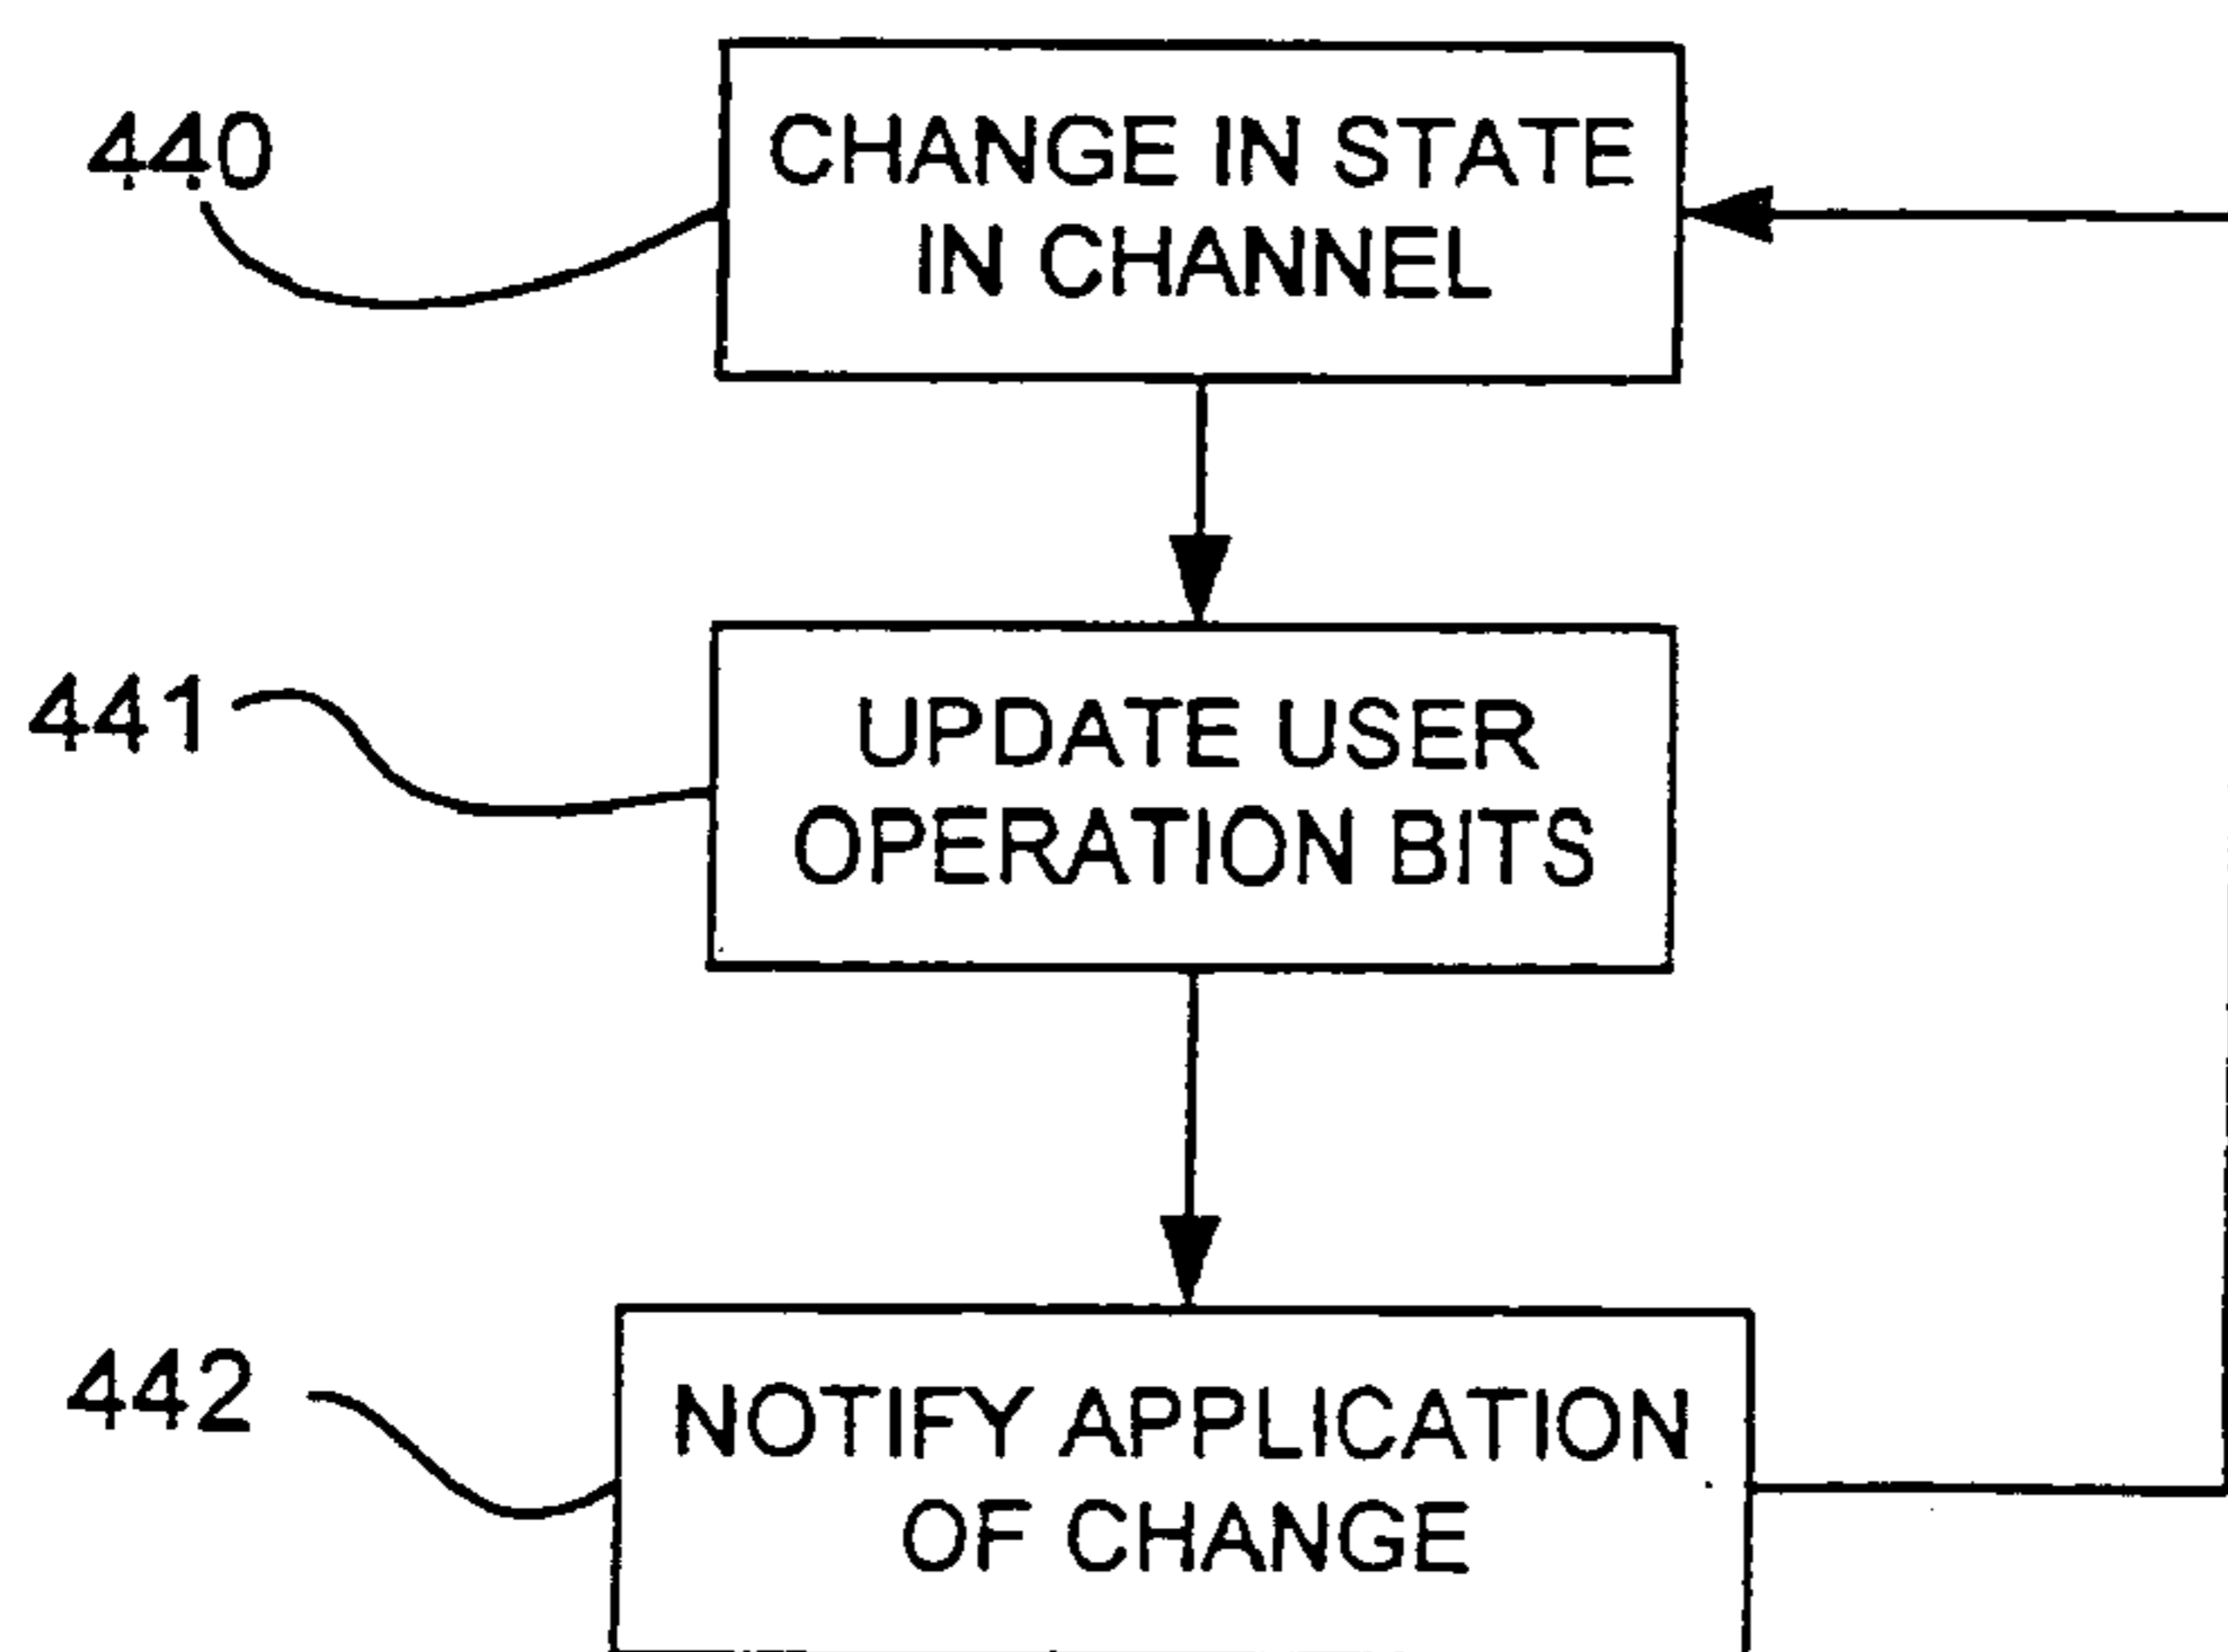 440
CHANGE IN STATE
IN CHANNEL
441
UPDATE USER
OPERATION BITS
442
NOTIFY APPLICATION
OF CHANGE